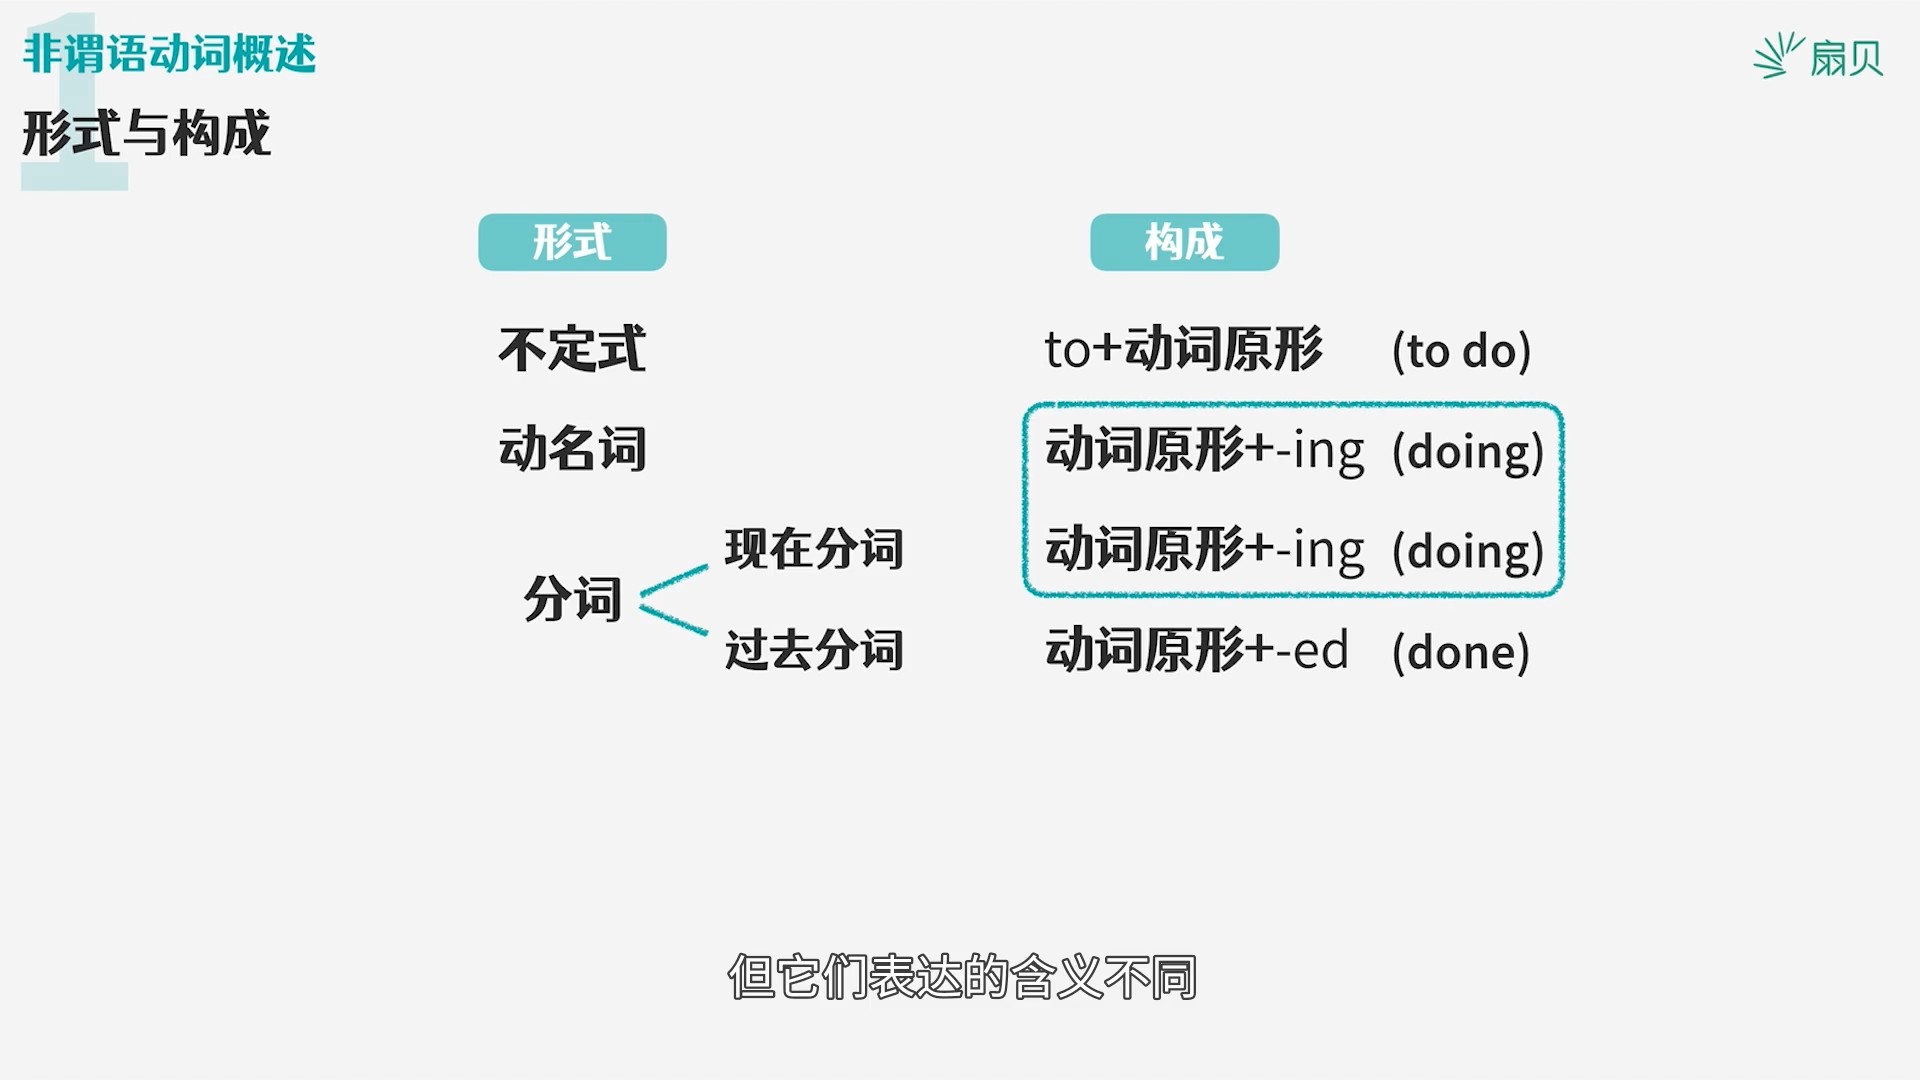 1
非谓语动词概述
扇贝
形式与构成
形式 构成
不定式 to+动词原形 (to do)
动名词 动词原形+-ing (doing)
现在分词 动词原形+-ing (doing)
分词
过去分词 动词原形+-ed (done)
但它们表达的含义不同